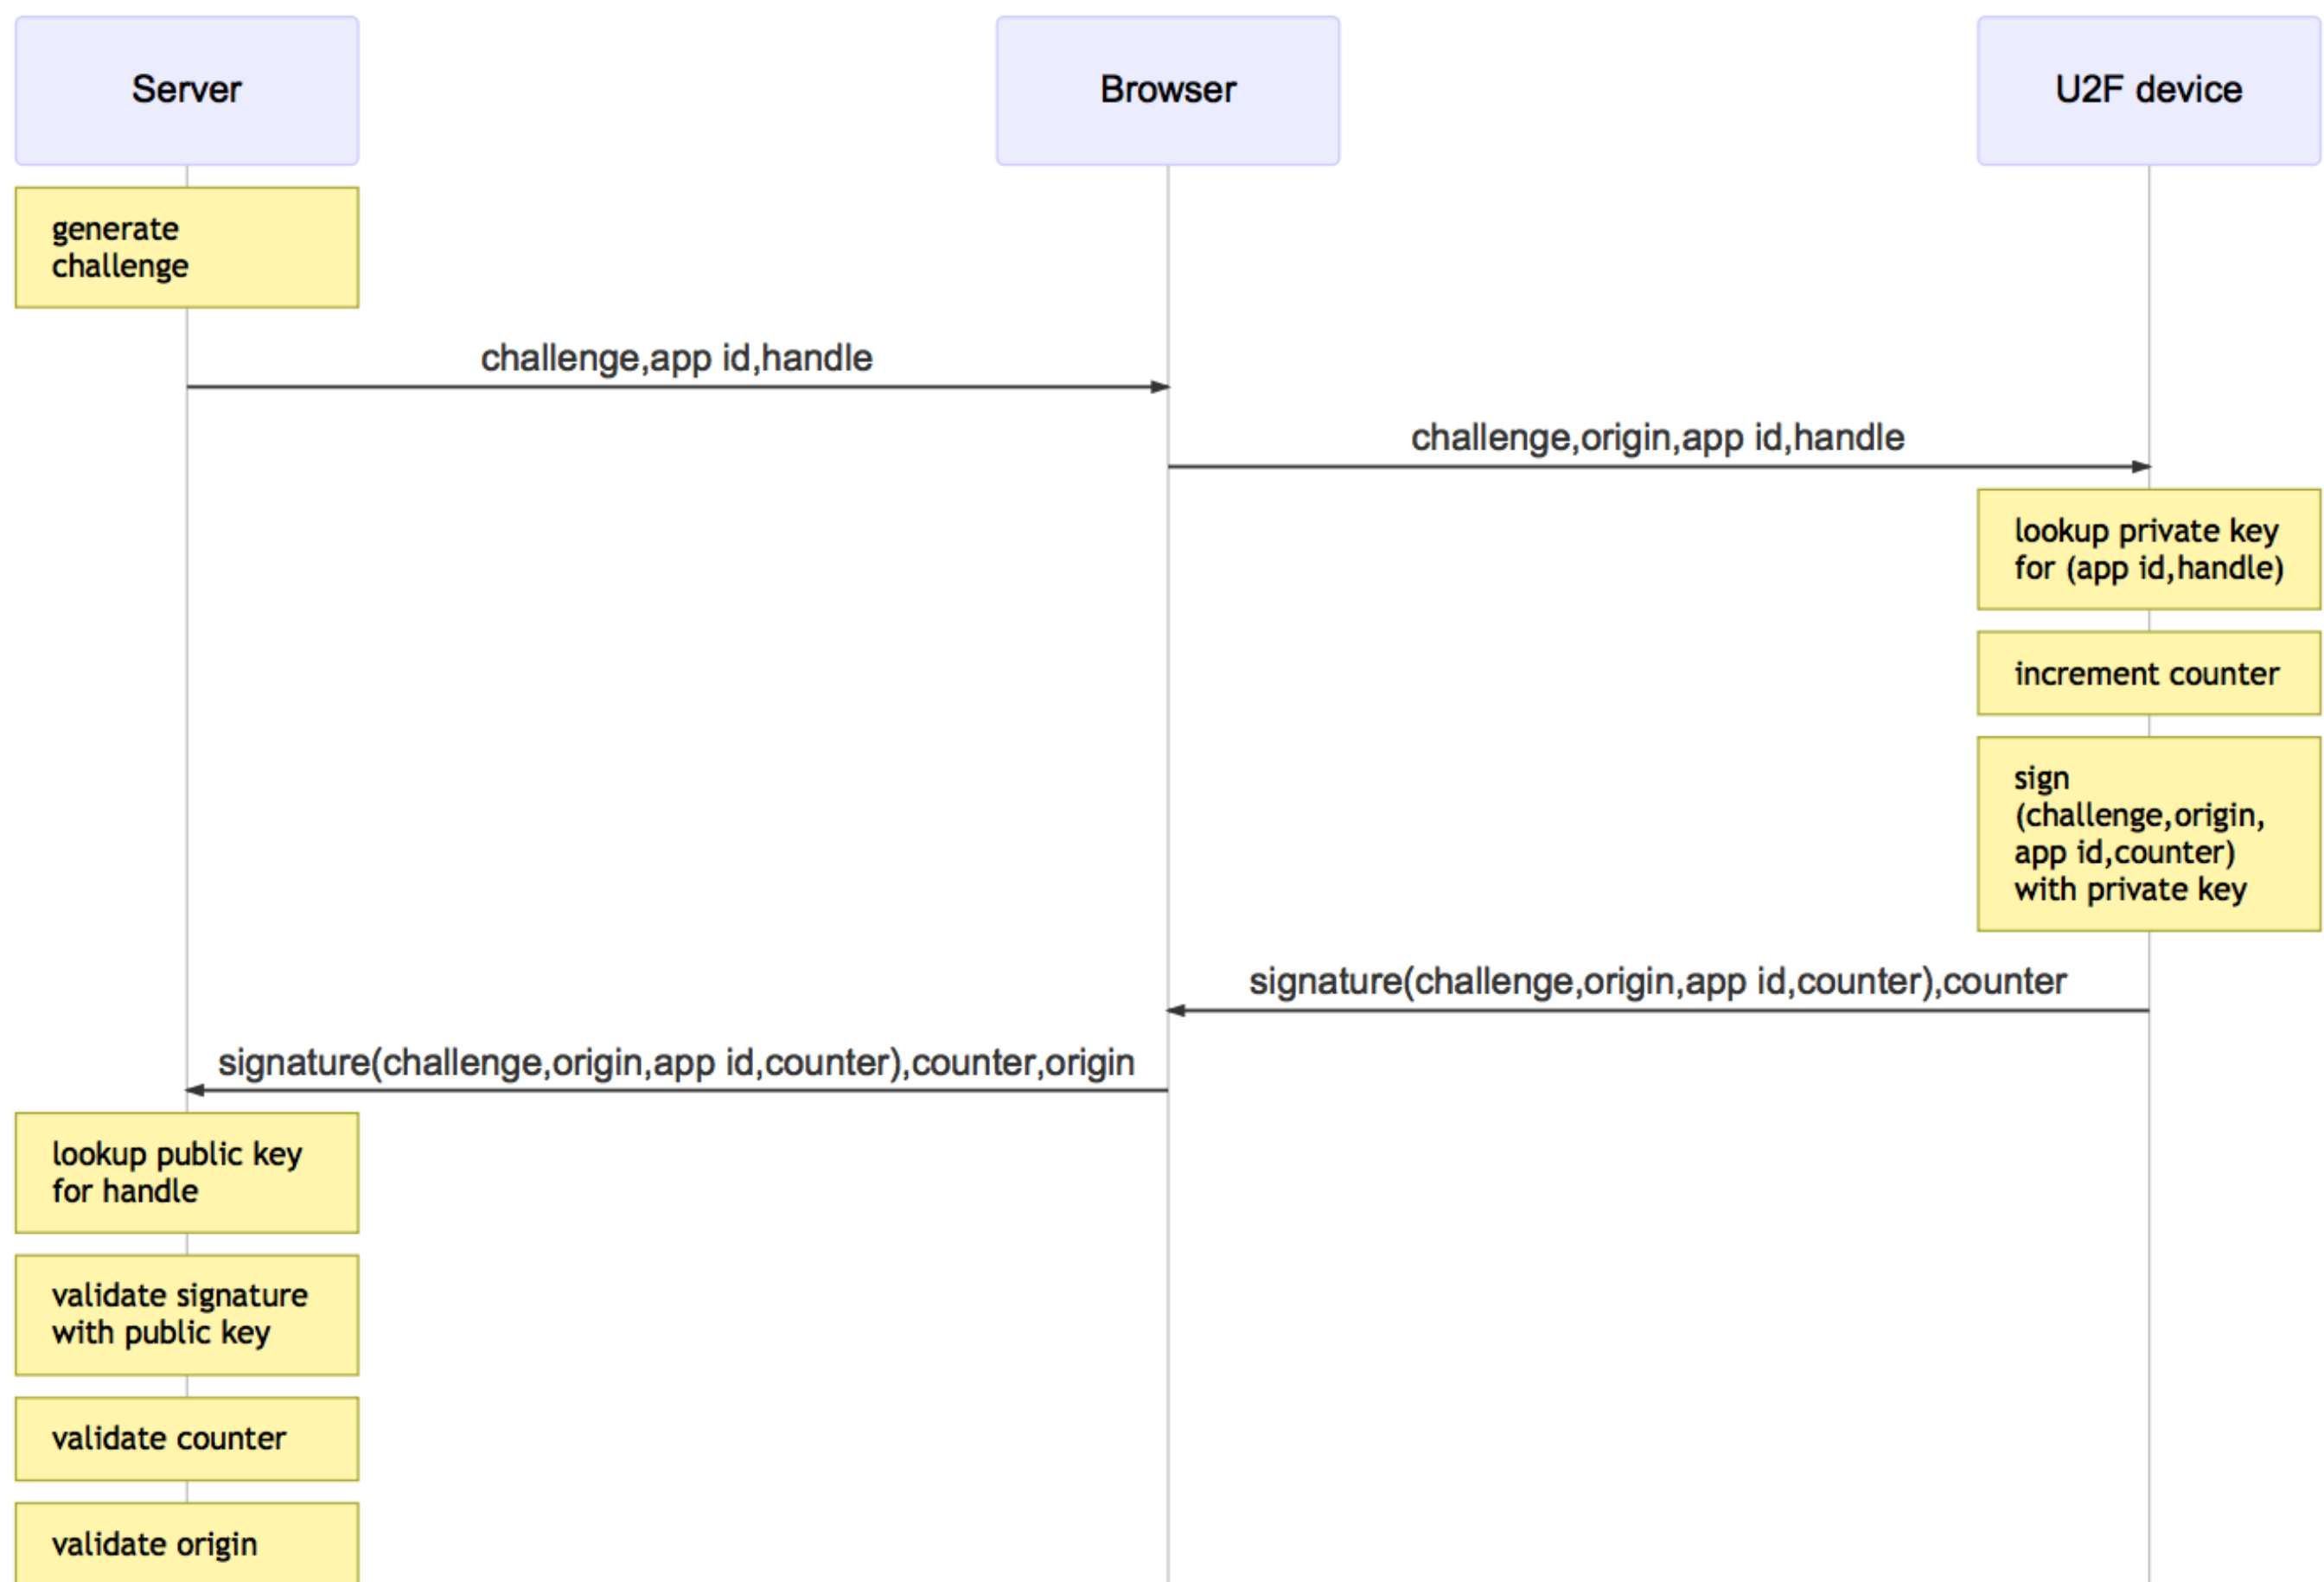 Server
Browser
U2F device
generate
challenge
challenge,app id,handle
challenge,origin,app id,handle
lookup private key
for (app id,handle)
increment counter
sign
(challenge,origin,
app id,counter)
with private key
signature(challenge,origin,app id,counter),counter
signature(challenge,origin,app id,counter),counter,origin
lookup public key
for handle
validate signature
with public key
validate counter
validate origin